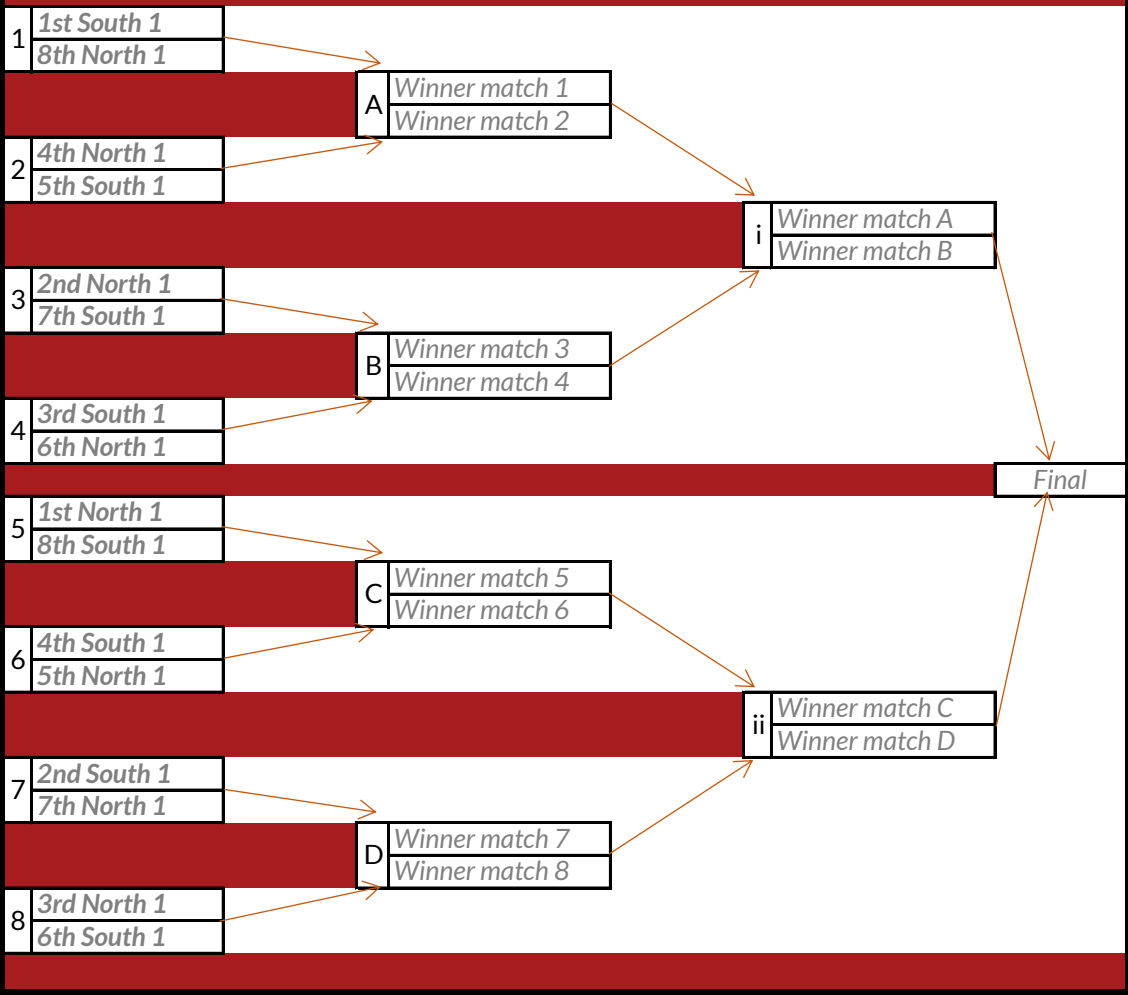 1
1st South 1
8th North 1
A
Winner match 1
Winner match 2
2
4th North 1
5th South 1
i
Winner match A
Winner match B
3
2nd North 1
7th South 1
B
Winner match 3
Winner match 4
4
3rd South 1
6th North 1
Final
5
1st North 1
8th South 1
C
Winner match 5
Winner match 6
6
4th South 1
5th North 1
ii
Winner match C
Winner match D
7
2nd South 1
7th North 1
D
Winner match 7
Winner match 8
8
3rd North 1
6th South 1